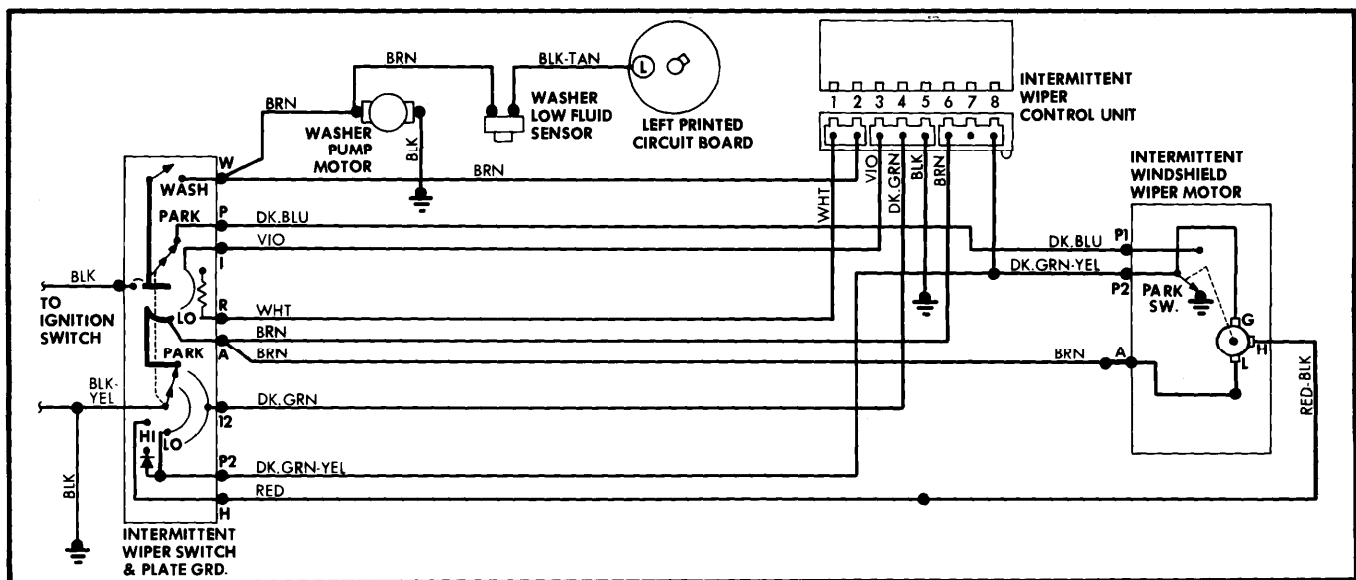 BRN
BLK-TAN
L
BRN
WASHER
PUMP
MOTOR
BLK
WASHER
LOW FLUID
SENSOR
LEFT PRINTED
CIRCUIT BOARD
1 2 3 4 5 6 7 8
INTERMITTENT
WIPER
CONTROL UNIT
INTERMITTENT
WINDSHIELD
WIPER MOTOR
W
WASH
BRN
WHT
VIO
DK.GRN
BLK
BRN
PARK
P
DK.BLU
I
VIO
DK.BLU
P1
DK.GRN-YEL
P2
PARK
SW.
BLK
TO
IGNITION
SWITCH
R
WHT
LO
BRN
A
BRN
BRN
A
G
H
L
RED-BLK
PARK
BLK-
YEL
DK.GRN
12
HI
LO
P2
DK.GRN-YEL
BLK
RED
H
INTERMITTENT
WIPER SWITCH
& PLATE GRD.